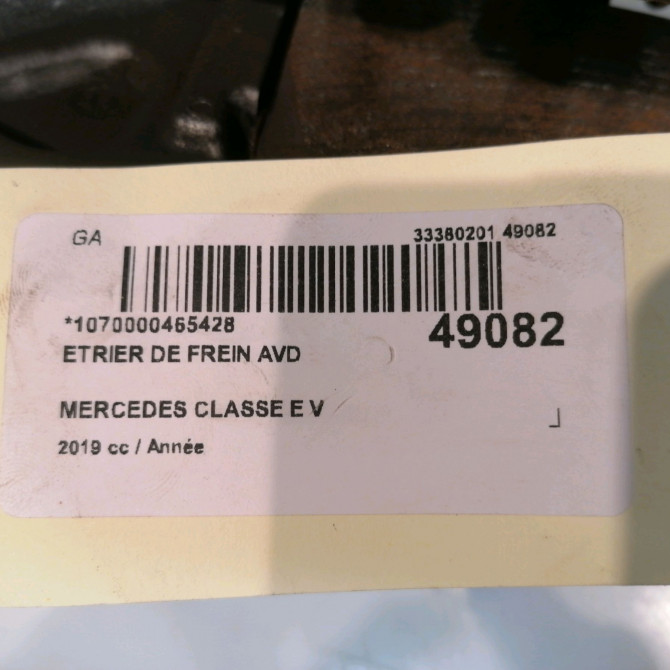 GA
33380201 49082
*1070000465428
49082
ETRIER DE FREIN AVD
MERCEDES CLASSE E V
2019 cc / Année